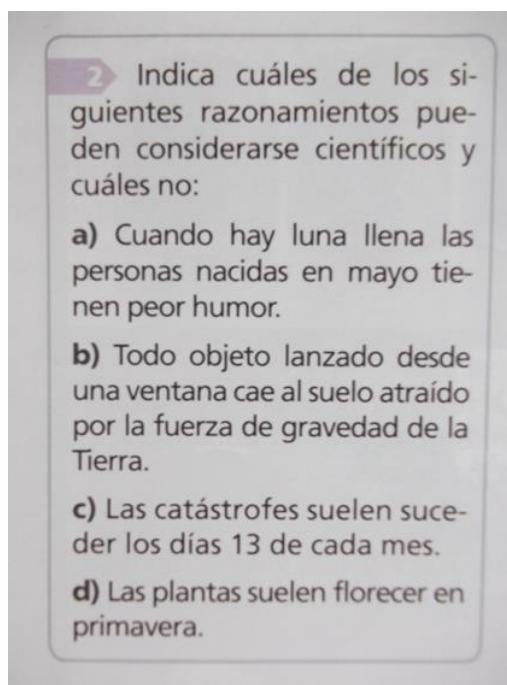 2 Indica cuáles de los si-
guientes razonamientos pue-
den considerarse científicos y
cuáles no:
a) Cuando hay luna llena las
personas nacidas en mayo tie-
nen peor humor.
b) Todo objeto lanzado desde
una ventana cae al suelo atraído
por la fuerza de gravedad de la
Tierra.
c) Las catástrofes suelen suce-
der los días 13 de cada mes.
d) Las plantas suelen florecer en
primavera.